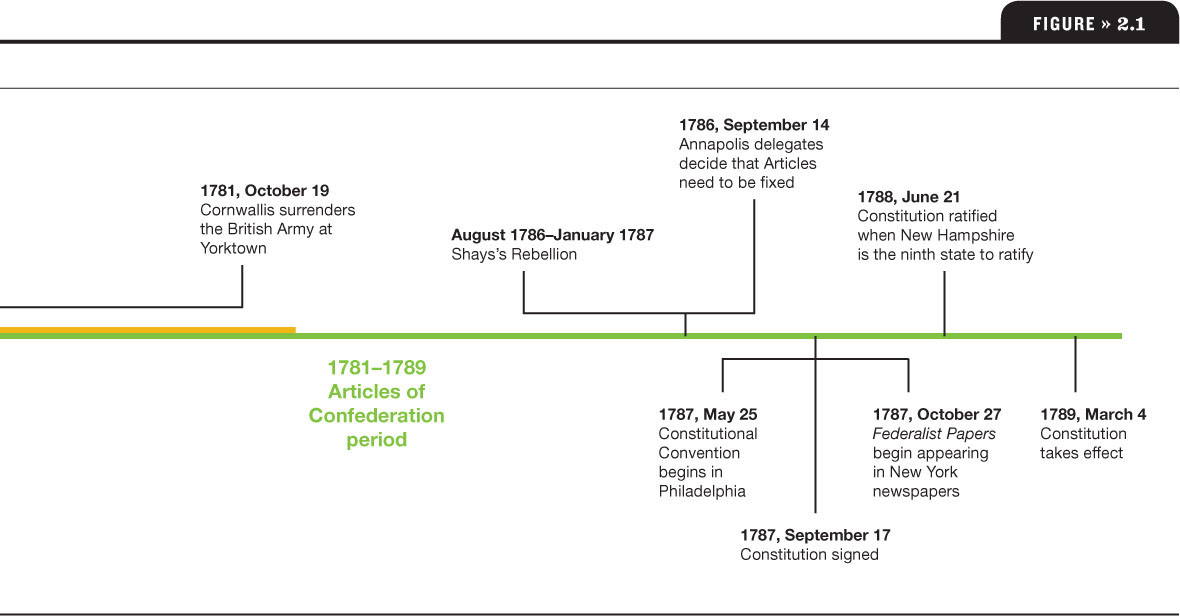 FIGURE » 2.1
1786, September 14
Annapolis delegates
decide that Articles
need to be fixed
1781, October 19
Cornwallis surrenders
the British Army at
Yorktown
August 1786–January 1787
Shays's Rebellion
1788, June 21
Constitution ratified
when New Hampshire
is the ninth state to ratify
1781–1789
Articles of
Confederation
period
1787, May 25
Constitutional
Convention
begins in
Philadelphia
1787, October 27
Federalist Papers
begin appearing
in New York
newspapers
1789, March 4
Constitution
takes effect
1787, September 17
Constitution signed